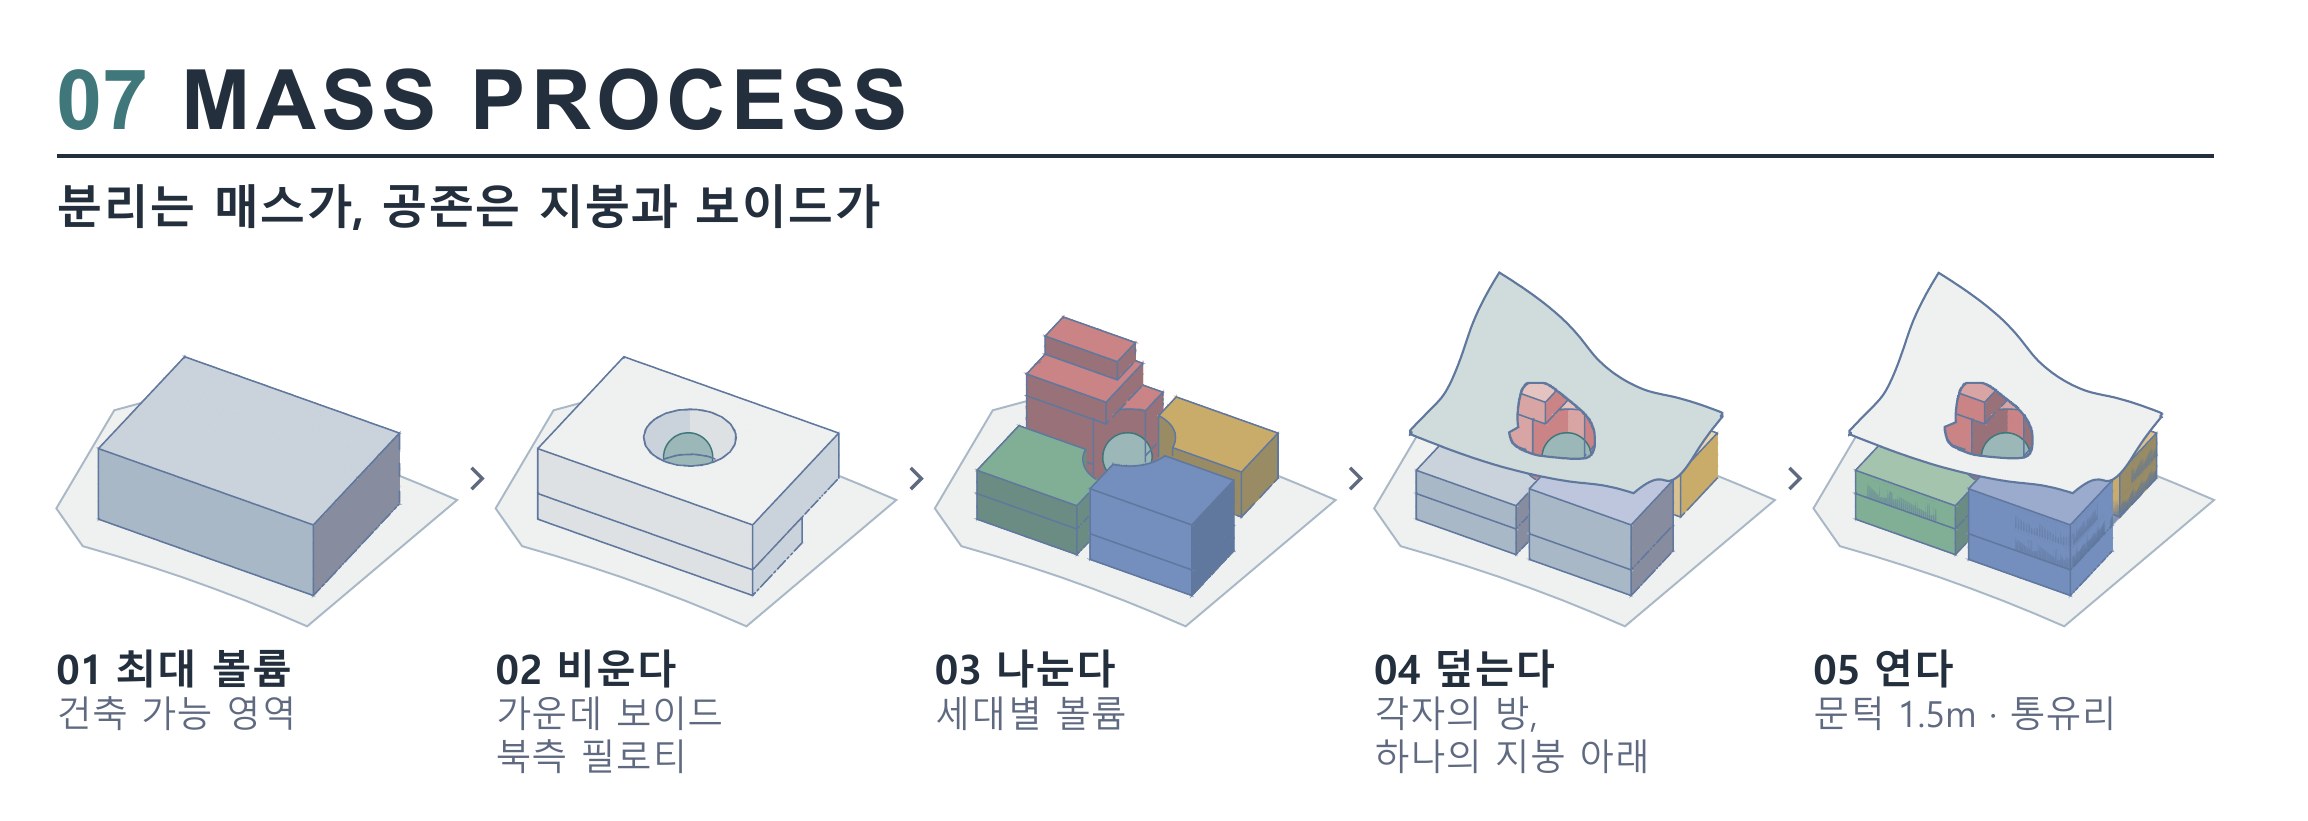 07 MASS PROCESS
분리는 매스가, 공존은 지붕과 보이드가
01 최대 볼륨
건축 가능 영역
02 비운다
가운데 보이드
북측 필로티
03 나눈다
세대별 볼륨
04 덮는다
각자의 방,
하나의 지붕 아래
05 연다
문턱 1.5m · 통유리